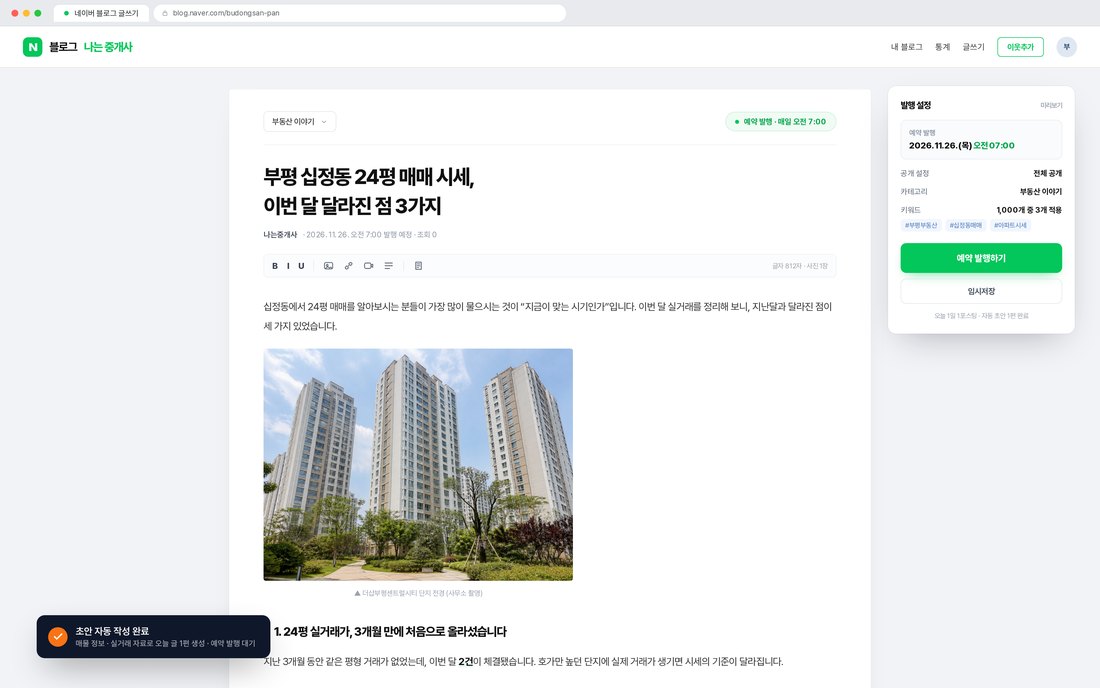 네이버 블로그 글쓰기
blog.naver.com/budongsan-pan
N 블로그 나는 중개사
내 블로그 통계 글쓰기 이웃추가 부
부동산 이야기
예약 발행 · 매일 오전 7:00
부평 십정동 24평 매매 시세,
이번 달 달라진 점 3가지
나는중개사 · 2026. 11. 26. 오전 7:00 발행 예정 · 조회 0
B I U
글자 812자 · 사진 1장
십정동에서 24평 매매를 알아보시는 분들이 가장 많이 물으시는 것이 "지금이 맞는 시기인가"입니다. 이번 달 실거래를 정리해 보니, 지난달과 달라진 점이
세 가지 있었습니다.
▲ 더샵부평센트럴시티 단지 전경 (사무소 촬영)
1. 24평 실거래가, 3개월 만에 처음으로 올라섰습니다
지난 3개월 동안 같은 평형 거래가 없었는데, 이번 달 2건이 체결됐습니다. 호가만 높던 단지에 실제 거래가 생기면 시세의 기준이 달라집니다.
발행 설정 미리보기
예약 발행
2026. 11. 26. (목) 오전 07:00
공개 설정 전체 공개
카테고리 부동산 이야기
키워드 1,000개 중 3개 적용
#부평부동산 #십정동매매 #아파트시세
예약 발행하기
임시저장
오늘 1일 1포스팅 · 자동 초안 1편 완료
초안 자동 작성 완료
매물 정보 · 실거래 자료로 오늘 글 1편 생성 · 예약 발행 대기